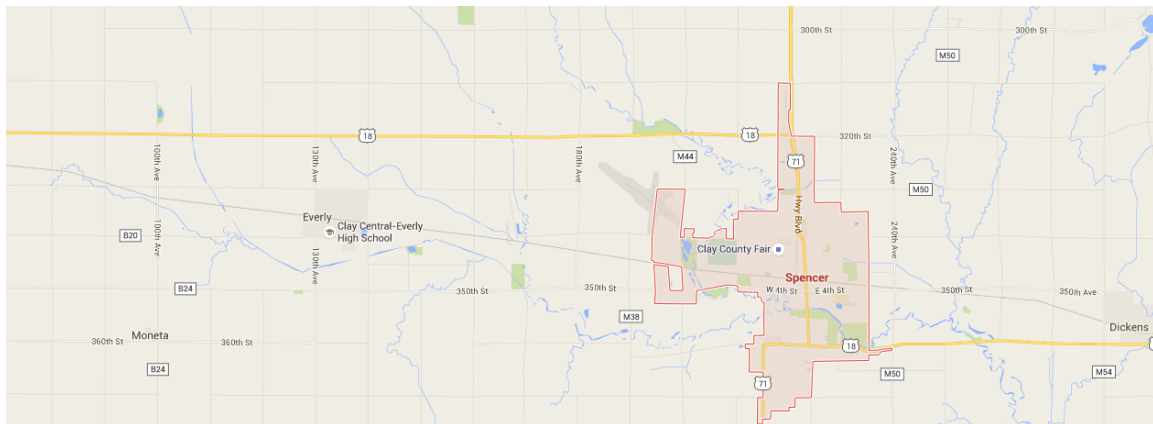 300th St
300th St
M50
18
18
320th St
100th Ave
130th Ave
180th Ave
M44
71
240th Ave
M50
Everly
Clay Central-Everly
High School
B20
100th Ave
130th Ave
Hwy Blvd
240th Ave
Clay County Fair
Spencer
B24
350th St
350th St
W 4th St
E 4th St
350th St
350th Ave
M38
Dickens
Moneta
360th St
360th St
18
B24
71
M50
M54